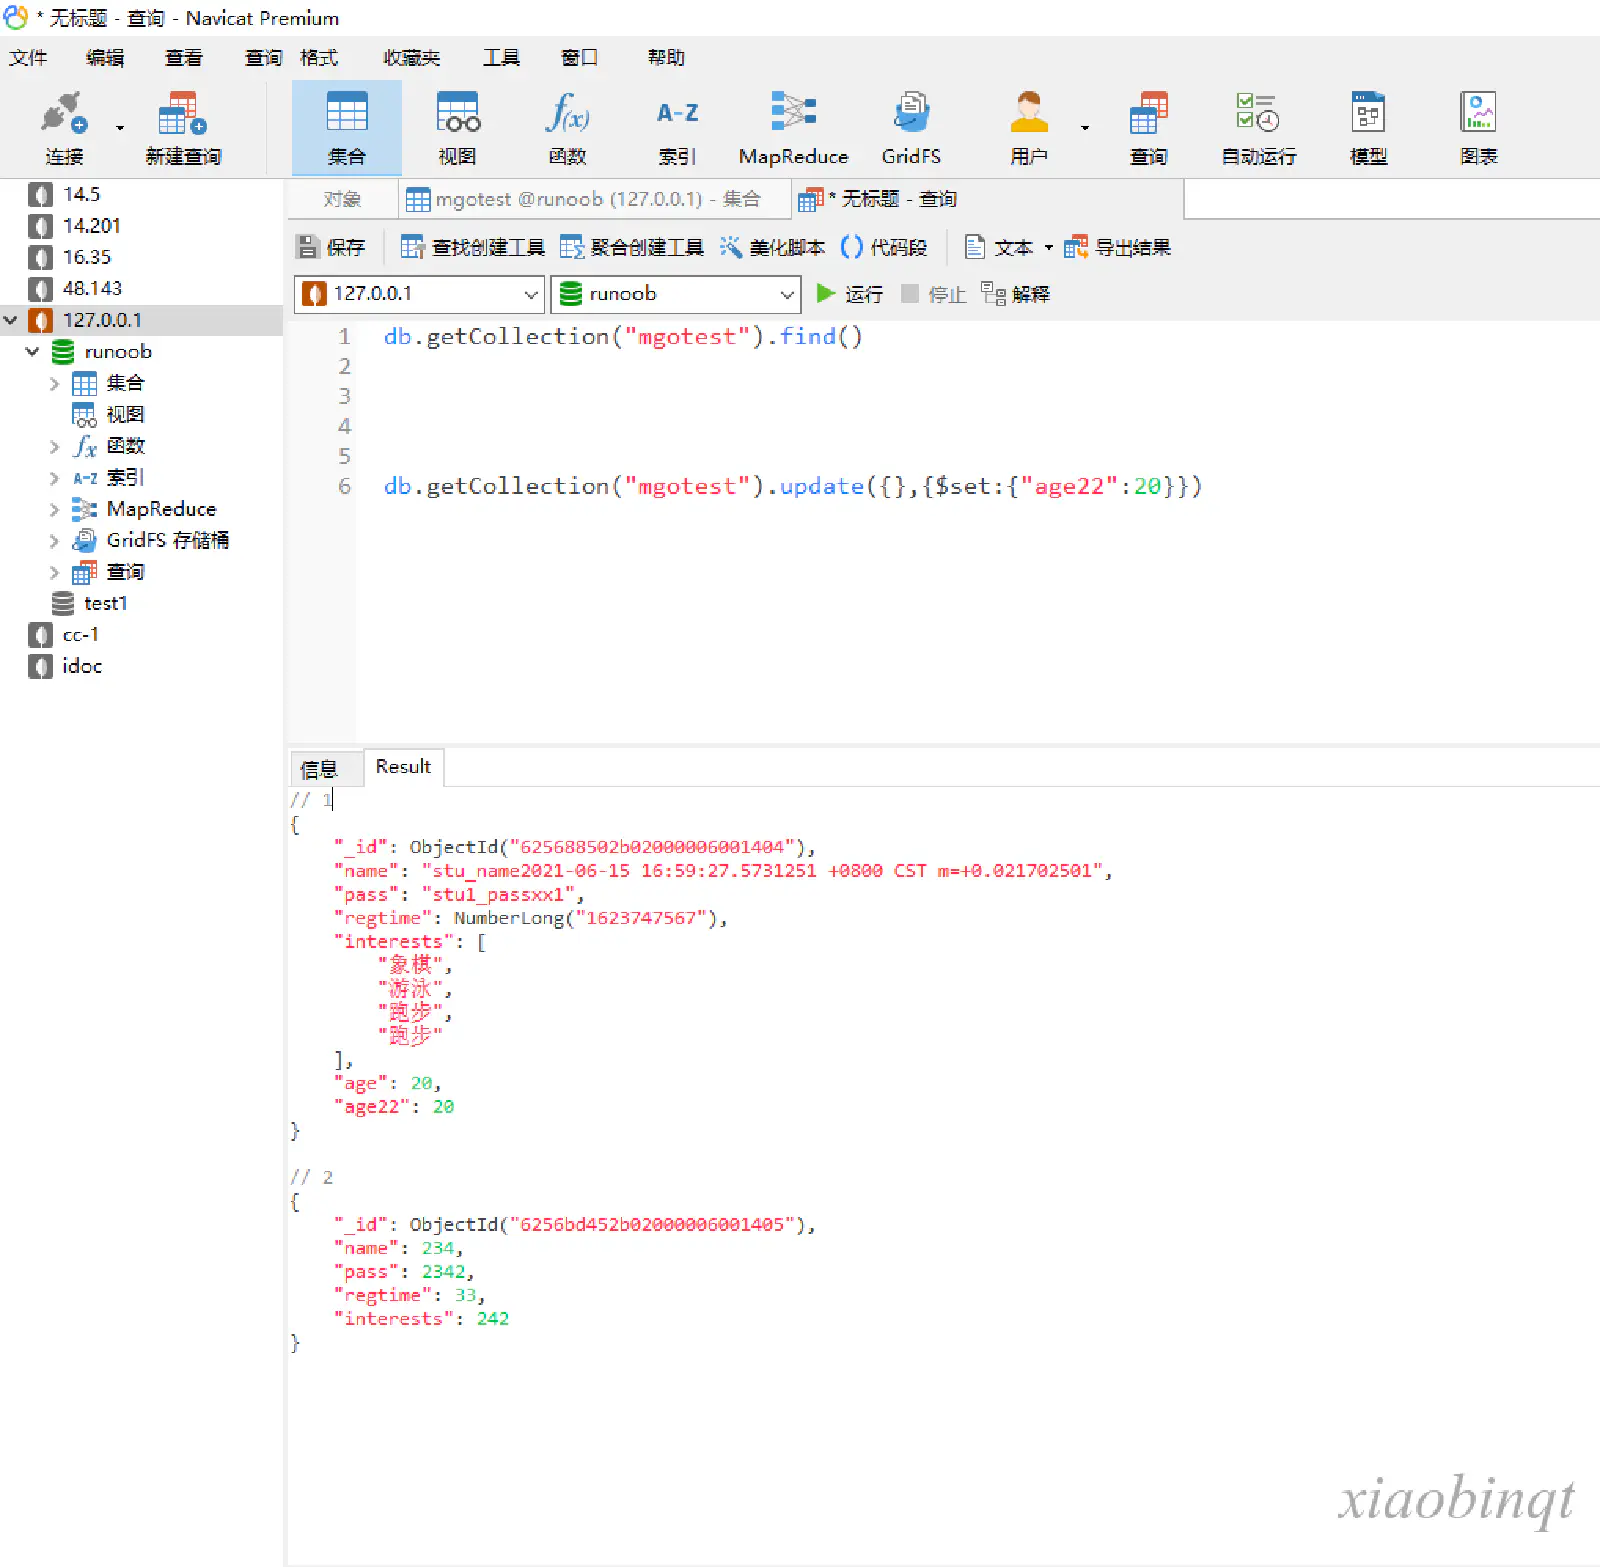 * 无标题 - 查询 - Navicat Premium
文件 编辑 查看 查询 格式 收藏夹 工具 窗口 帮助
连接 新建查询 集合 视图 函数 索引 MapReduce GridFS 用户 查询 自动运行 模型 图表
f(x) A-Z
14.5
14.201
16.35
48.143
127.0.0.1
runoob
集合
视图
fx 函数
A-Z 索引
MapReduce
GridFS 存储桶
查询
test1
cc-1
idoc
对象 mgotest @runoob (127.0.0.1) - 集合 * 无标题 - 查询
保存 查找创建工具 聚合创建工具 美化脚本 () 代码段 文本 导出结果
127.0.0.1 runoob 运行 停止 解释
1 db.getCollection("mgotest").find()
2
3
4
5
6 db.getCollection("mgotest").update({},{$set:{"age22":20}})
信息 Result
// 1
{
"_id": ObjectId("625688502b02000006001404"),
"name": "stu_name2021-06-15 16:59:27.5731251 +0800 CST m=+0.021702501",
"pass": "stu1_passxx1",
"regtime": NumberLong("1623747567"),
"interests": [
"象棋",
"游泳",
"跑步",
"跑步"
],
"age": 20,
"age22": 20
}
// 2
{
"_id": ObjectId("6256bd452b02000006001405"),
"name": 234,
"pass": 2342,
"regtime": 33,
"interests": 242
}
xiaobinqt